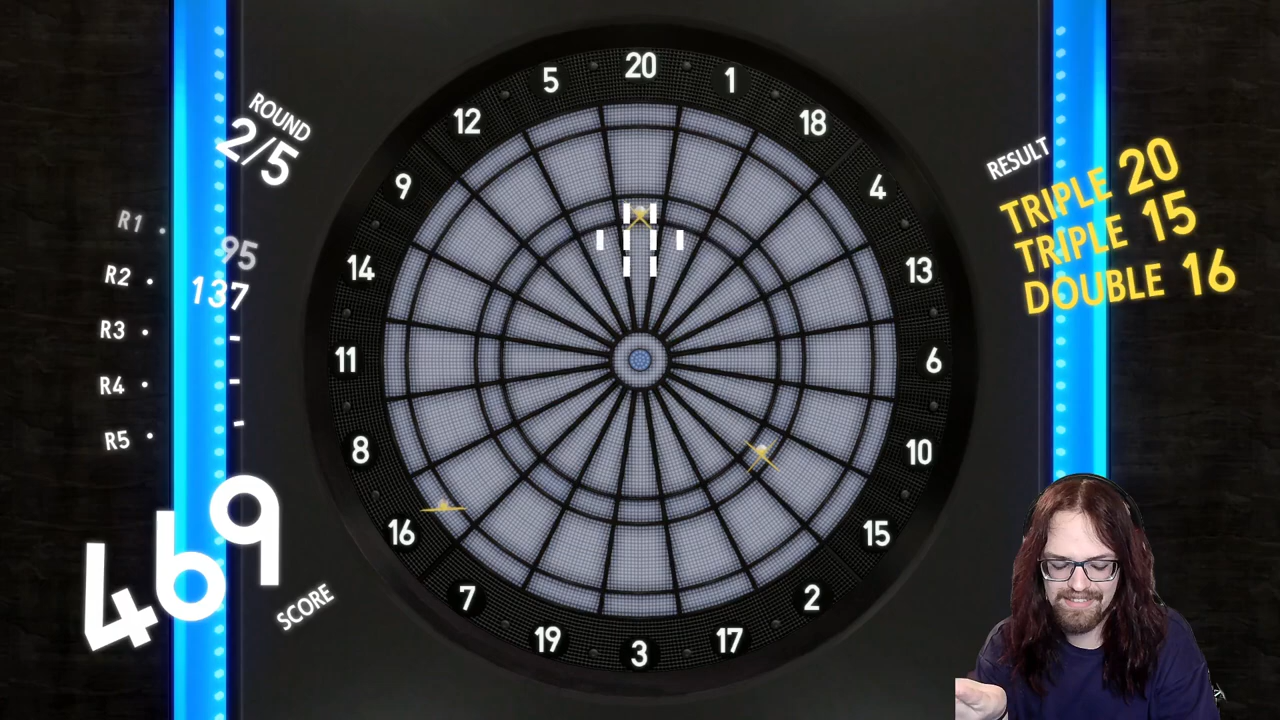 ROUND
2/5
R1 . 95
R2 . 137
R3 . -
R4 . -
R5 . -
469
SCORE
20
1
18
4
13
6
10
15
2
17
3
19
7
16
8
11
14
9
12
5
RESULT
TRIPLE 20
TRIPLE 15
DOUBLE 16